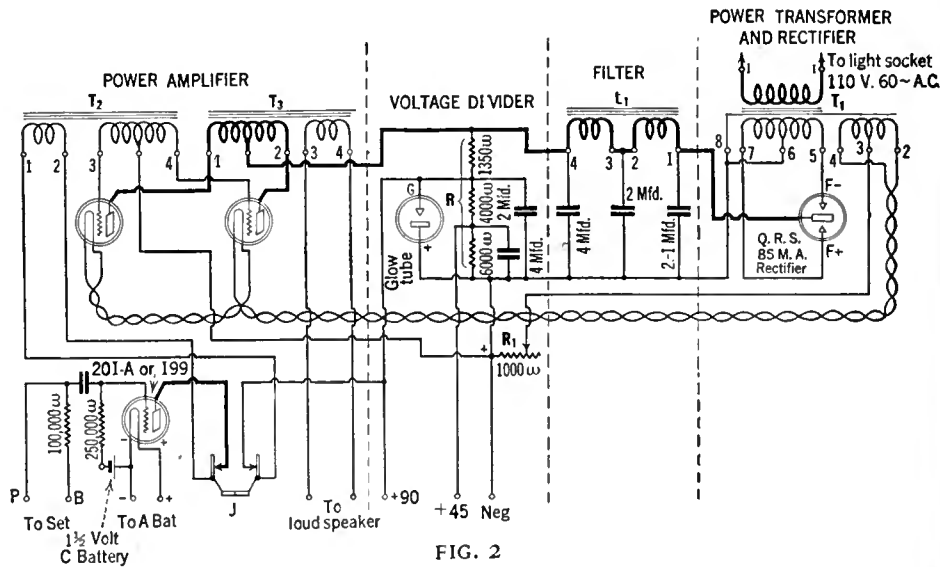 POWER TRANSFORMER
AND RECTIFIER
To light socket
110 V. 60~ A.C.
POWER AMPLIFIER
VOLTAGE DIVIDER
FILTER
T2
T3
t1
T1
I
I
1
2
3
4
1
2
3
4
4
3
2
1
8
7
6
5
4
3
2
1350ω
4000ω
6000ω
R
2 Mfd.
4 Mfd.
4 Mfd.
2 Mfd.
2.-1 Mfd.
G
+
Glow
tube
F-
F+
Q.R.S.
85 M.A.
Rectifier
R1
+
1000ω
201-A or, 199
100,000ω
250,000ω
-
+
P
B
-
+
J
To Set
To A Bat
1½ Volt
C Battery
To
loud speaker
+90
+45
Neg
FIG. 2